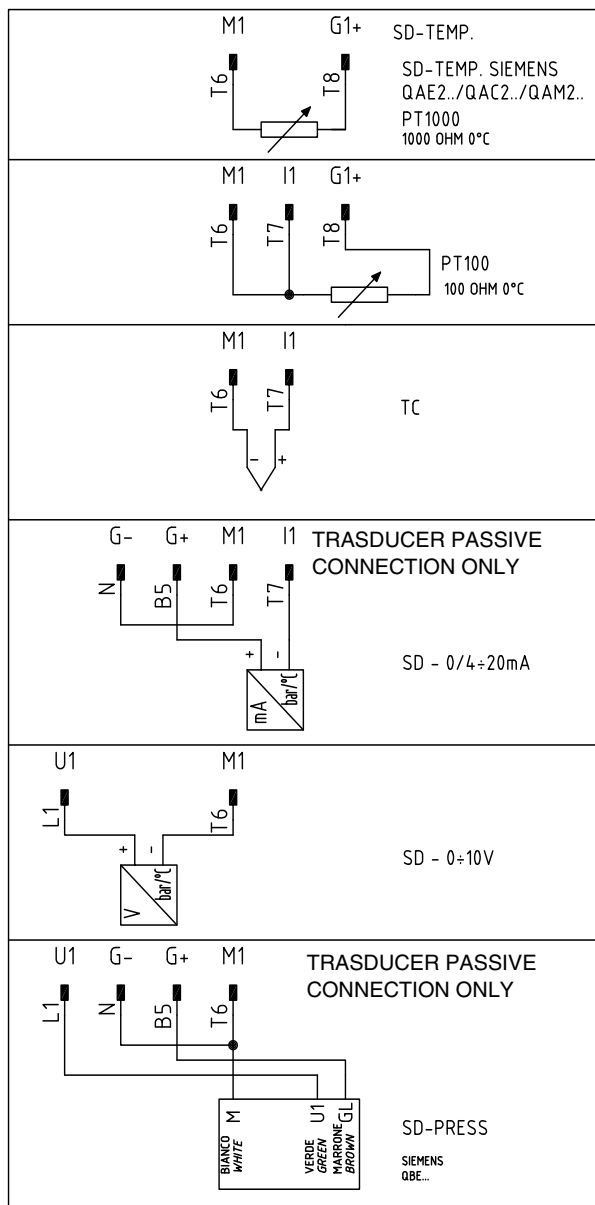 M1 G1+ SD-TEMP.
T6 T8
SD-TEMP. SIEMENS
QAE2../QAC2../QAM2..
PT1000
1000 OHM 0°C
M1 I1 G1+
T6 T7 T8
PT100
100 OHM 0°C
M1 I1
T6 T7
TC
- +
G- G+ M1 I1
TRASDUCER PASSIVE
CONNECTION ONLY
N B5 T6 T7
+ -
mA bar/°C
SD - 0/4÷20mA
U1 M1
L1 T6
+ -
V bar/°C
SD - 0÷10V
U1 G- G+ M1
TRASDUCER PASSIVE
CONNECTION ONLY
L1 N B5 T6
M U1 GL
BIANCO
WHITE
VERDE
GREEN
MARRONE
BROWN
SD-PRESS
SIEMENS
QBE...